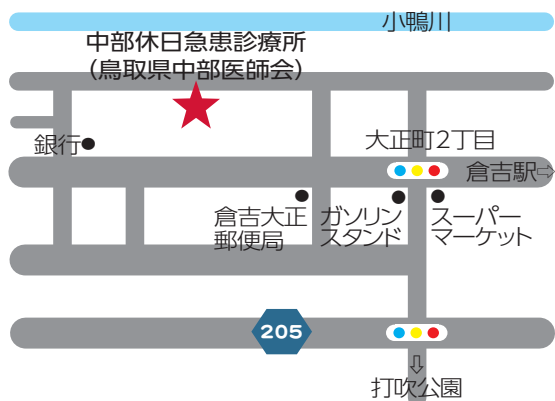 小鴨川
中部休日急患診療所
(鳥取県中部医師会)
銀行
大正町2丁目
倉吉駅⇨
倉吉大正
郵便局
ガソリン
スタンド
スーパー
マーケット
205
⇩
打吹公園